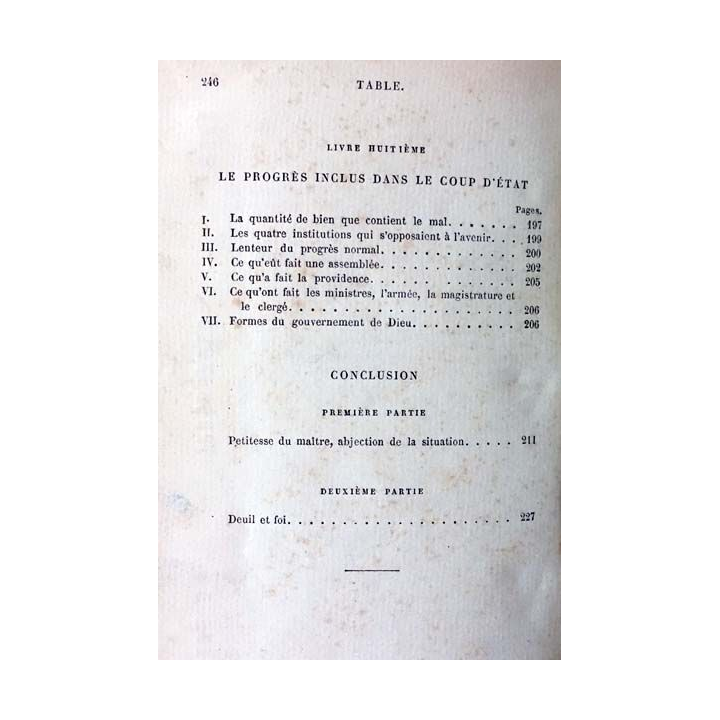 246 TABLE.
LIVRE HUITIÈME
LE PROGRÈS INCLUS DANS LE COUP D'ÉTAT
Pages.
I. La quantité de bien que contient le mal. . . . . . . 197
II. Les quatre institutions qui s'opposaient à l'avenir. . . . 199
III. Lenteur du progrès normal. . . . . . . . . . . . 200
IV. Ce qu'eût fait une assemblée. . . . . . . . . . . . 202
V. Ce qu'a fait la providence. . . . . . . . . . . . . 205
VI. Ce qu'ont fait les ministres, l'armée, la magistrature et
le clergé. . . . . . . . . . . . . . . . . . . 206
VII. Formes du gouvernement de Dieu. . . . . . . . . . 206
CONCLUSION
PREMIÈRE PARTIE
Petitesse du maître, abjection de la situation. . . . . 211
DEUXIÈME PARTIE
Deuil et foi. . . . . . . . . . . . . . . . . . . . . 227